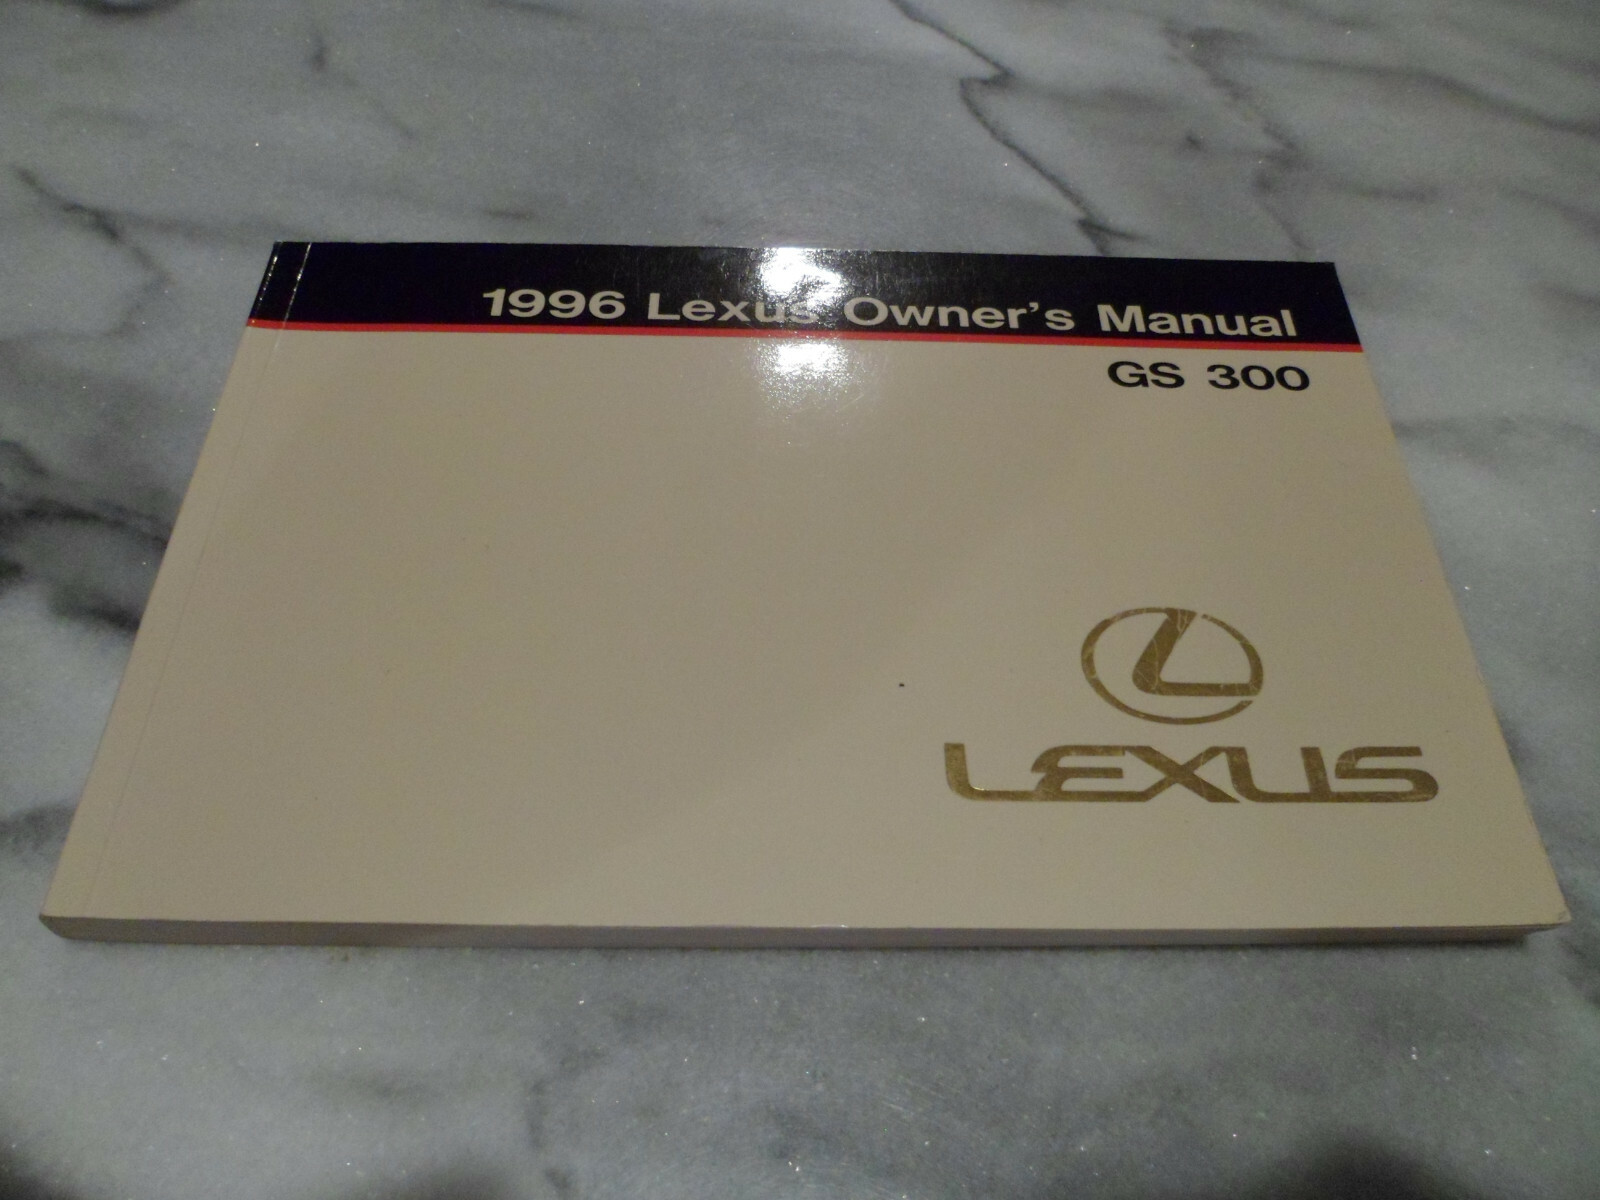 1996 Lexus Owner's Manual
GS 300
LEXUS